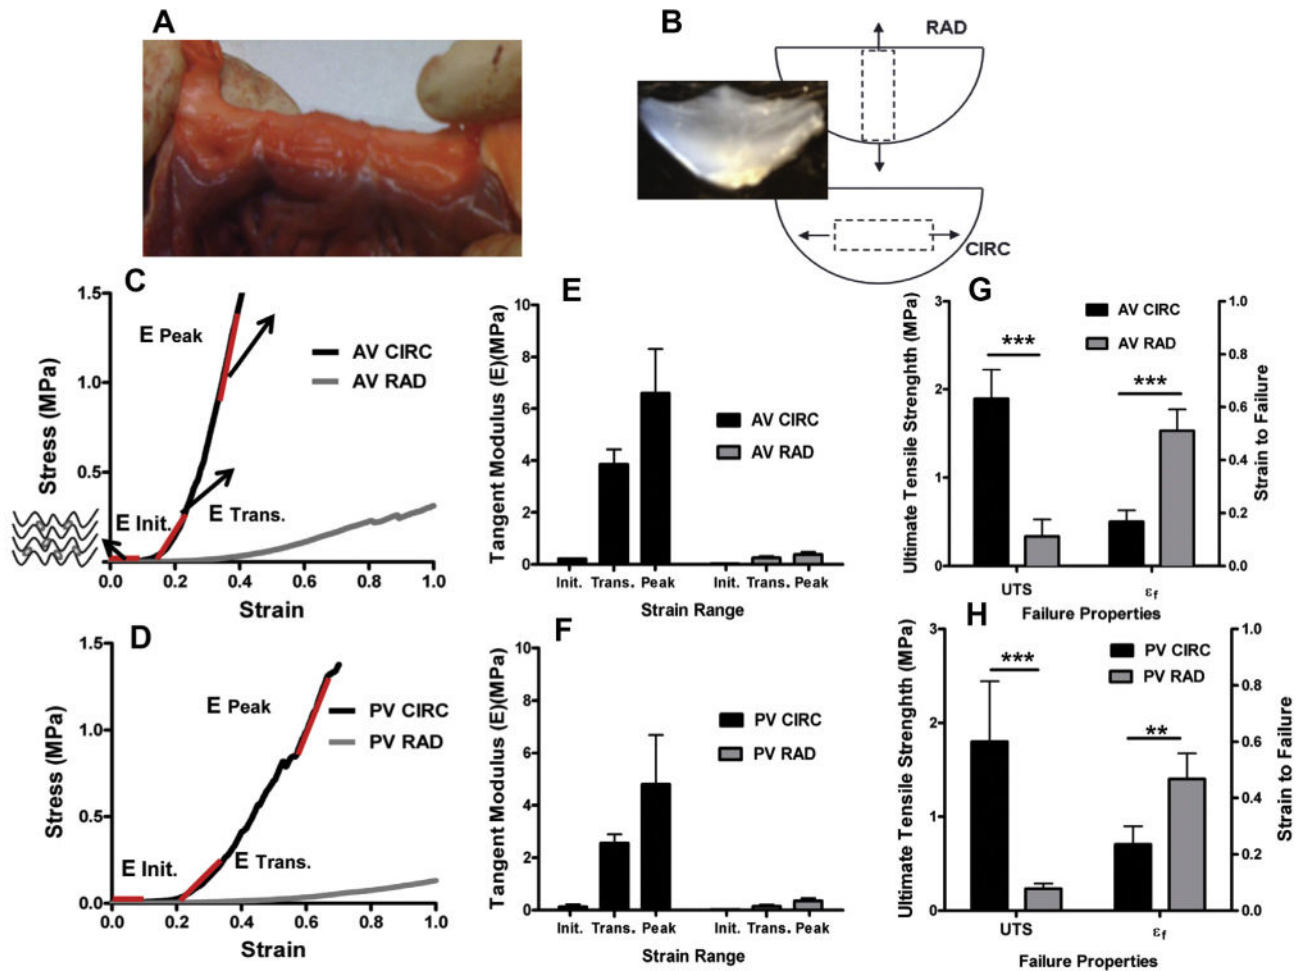 A
B
RAD
CIRC
C
1.5
1.0
0.5
Stress (MPa)
E Peak
AV CIRC
AV RAD
E Init.
E Trans.
0.0 0.2 0.4 0.6 0.8 1.0
Strain
E
10
8
6
4
2
0
Tangent Modulus (E)(MPa)
AV CIRC
AV RAD
Init. Trans. Peak Init. Trans. Peak
Strain Range
G
3
2
1
0
Ultimate Tensile Strenghth (MPa)
AV CIRC
AV RAD
***
***
1.0
0.8
0.6
0.4
0.2
0.0
Strain to Failure
UTS εf
Failure Properties
D
1.5
1.0
0.5
0.0
Stress (MPa)
E Peak
PV CIRC
PV RAD
E Init.
E Trans.
0.0 0.2 0.4 0.6 0.8 1.0
Strain
F
10
8
6
4
2
0
Tangent Modulus (E)(MPa)
PV CIRC
PV RAD
Init. Trans. Peak Init. Trans. Peak
Strain Range
H
3
2
1
0
Ultimate Tensile Strenghth (MPa)
PV CIRC
PV RAD
***
**
1.0
0.8
0.6
0.4
0.2
0.0
Strain to Failure
UTS εf
Failure Properties